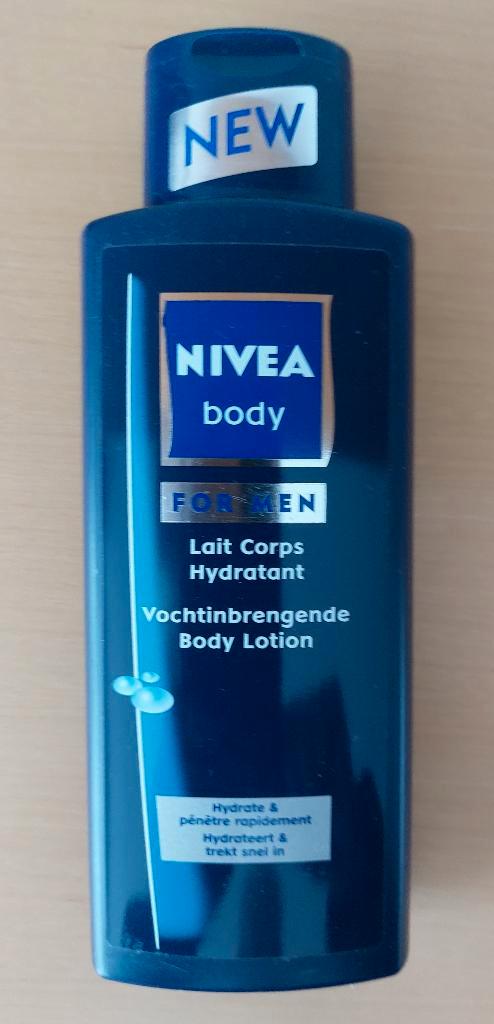 NEW
NIVEA
body
FOR MEN
Lait Corps
Hydratant
Vochtinbrengende
Body Lotion
Hydrate &
pénètre rapidement
Hydrateert &
trekt snel in